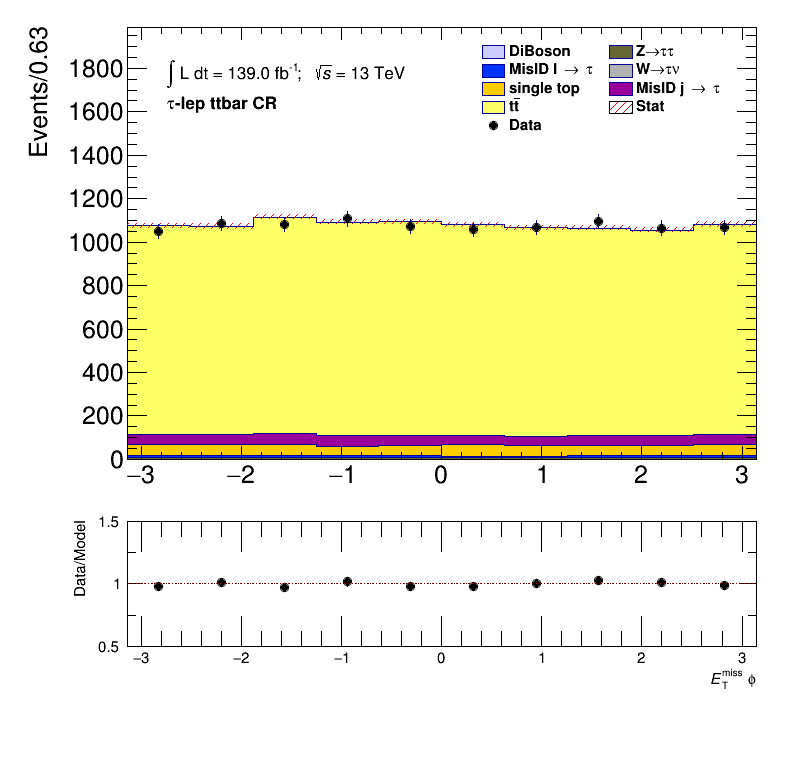 Events/0.63
∫ L dt = 139.0 fb⁻¹; √s = 13 TeV
τ-lep ttbar CR
DiBoson
MisID l → τ
single top
tt̄
Data
Z→ττ
W→τν
MisID j → τ
Stat
1800
1600
1400
1200
1000
800
600
400
200
0
−3 −2 −1 0 1 2 3
Data/Model
1.5
1
0.5
−3 −2 −1 0 1 2 3
E_T^miss ϕ